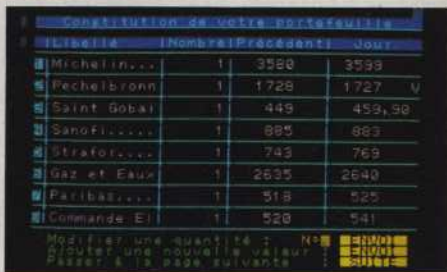 Constitution de votre portefeuille
Libellé Nombre Précédent Jour
Michelin.... 1 3580 3599
Pechelbronn 1 1728 1727 V
Saint Gobai 1 449 459,90
Sanofi..... 1 885 883
Strafor.... 1 743 769
Gaz et Eaux 1 2635 2640
Paribas.... 1 518 525
Commande El 1 520 541
Modifier une quantité : N° ENVOI
Ajouter une nouvelle valeur : ENVOI
Passer à la page suivante : SUITE